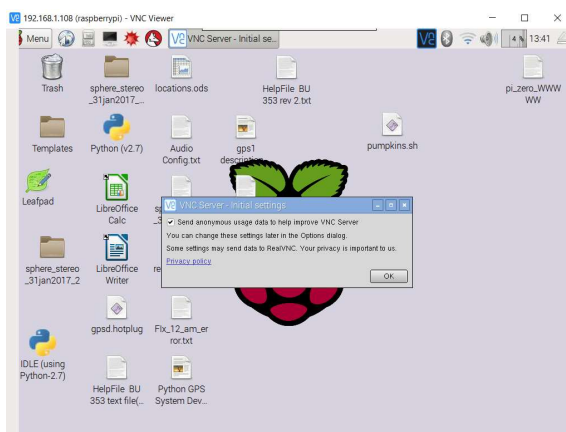 192.168.1.108 (raspberrypi) - VNC Viewer
Menu
VNC Server - Initial se...
4 %
13:41
Trash
sphere_stereo
_31jan2017_...
locations.ods
HelpFile BU
353 rev 2.txt
pi_zero_WWW
WW
Templates
Python (v2.7)
Audio
Config.txt
gps1
pumpkins.sh
Leafpad
LibreOffice
Calc
VNC Server - Initial settings
Send anonymous usage data to help improve VNC Server
You can change these settings later in the Options dialog.
Some settings may send data to RealVNC. Your privacy is important to us.
Privacy policy
OK
sphere_stereo
_31jan2017_2
LibreOffice
Writer
gpsd.hotplug
FIx_12_am_er
ror.txt
IDLE (using
Python-2.7)
HelpFile BU
353 text file(...
Python GPS
System Dev...